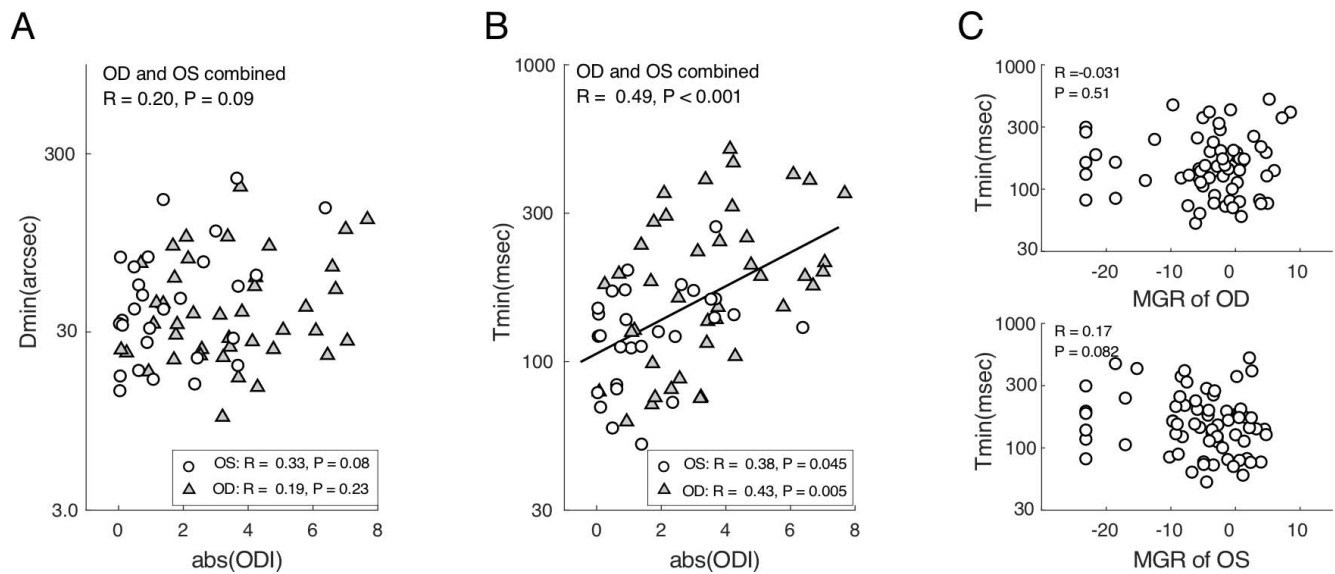 A
OD and OS combined
R = 0.20, P = 0.09
Dmin(arcsec)
300
30
3.0
OS: R = 0.33, P = 0.08
OD: R = 0.19, P = 0.23
0 2 4 6 8
abs(ODI)
B
1000
OD and OS combined
R = 0.49, P < 0.001
Tmin(msec)
300
100
30
OS: R = 0.38, P = 0.045
OD: R = 0.43, P = 0.005
0 2 4 6 8
abs(ODI)
C
1000
R =-0.031
P = 0.51
Tmin(msec)
300
100
30
-20 -10 0 10
MGR of OD
1000
R = 0.17
P = 0.082
Tmin(msec)
300
100
30
-20 -10 0 10
MGR of OS